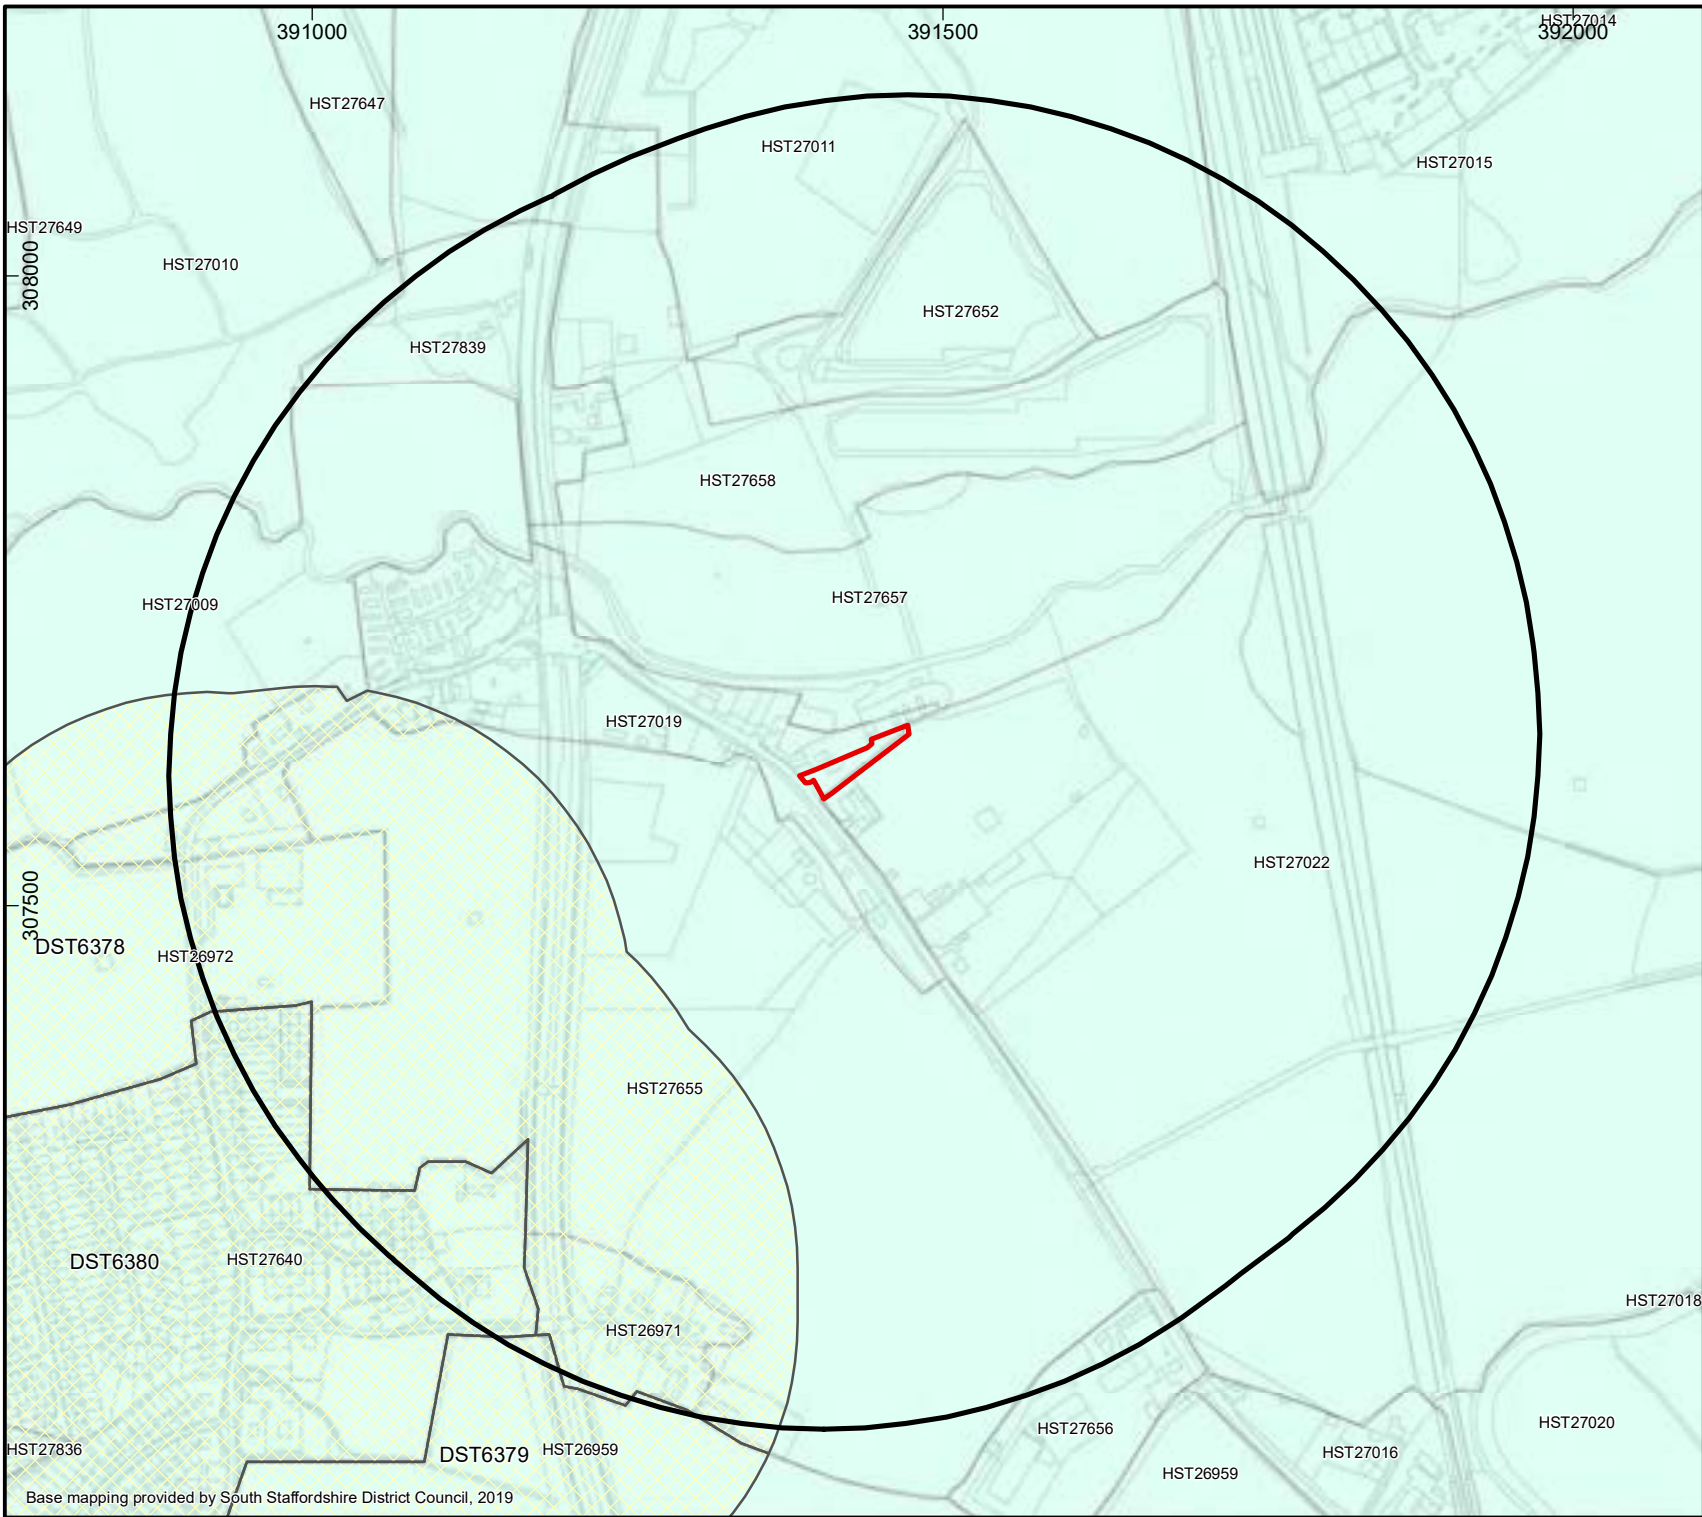 HST27014
391000
391500
392000
HST27647
HST27011
HST27015
HST27649
HST27010
308000
HST27652
HST27839
HST27658
HST27009
HST27657
HST27019
HST27022
307500
DST6378
HST26972
HST27655
DST6380
HST27640
HST27018
HST26971
HST27656
HST27020
HST27836
DST6379
HST26959
HST27016
HST26959
Base mapping provided by South Staffordshire District Council, 2019